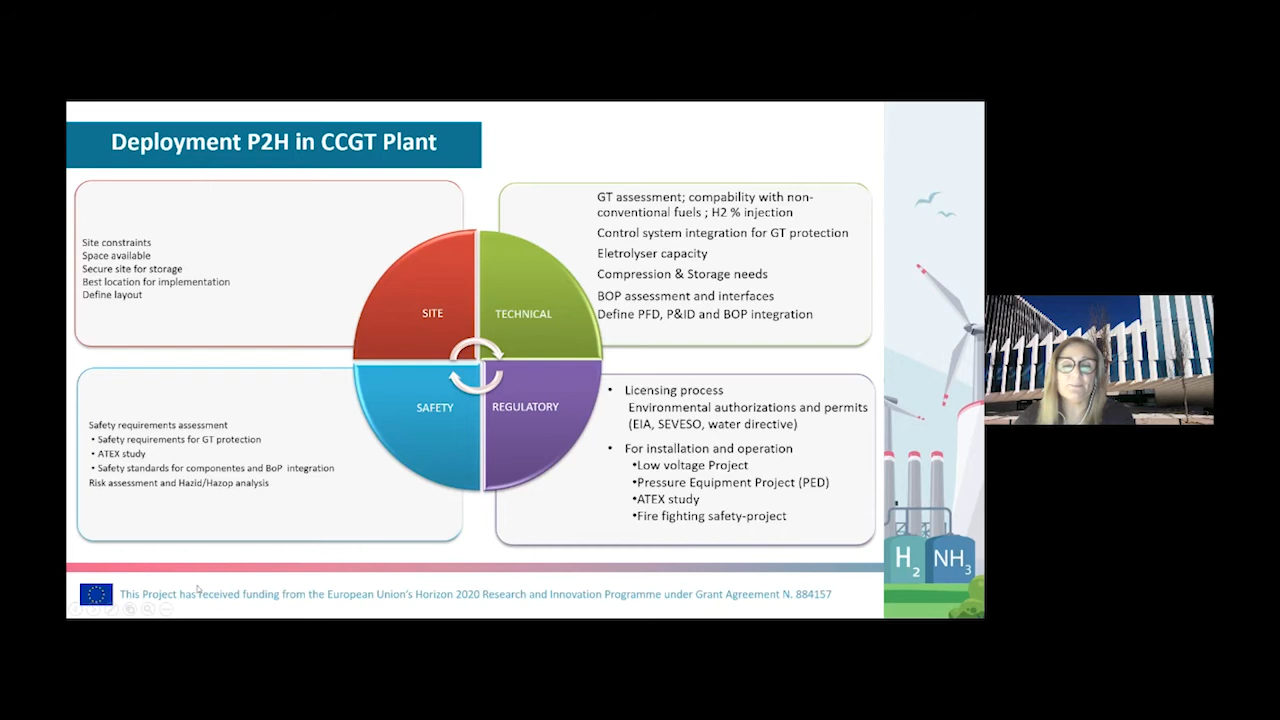 Deployment P2H in CCGT Plant
Site constraints
Space available
Secure site for storage
Best location for implementation
Define layout
SITE
TECHNICAL
GT assessment; compability with non-
conventional fuels ; H2 % injection
Control system integration for GT protection
Eletrolyser capacity
Compression & Storage needs
BOP assessment and interfaces
Define PFD, P&ID and BOP integration
Safety requirements assessment
• Safety requirements for GT protection
• ATEX study
• Safety standards for componentes and BoP integration
Risk assessment and Hazid/Hazop analysis
SAFETY
REGULATORY
• Licensing process
Environmental authorizations and permits
(EIA, SEVESO, water directive)
• For installation and operation
•Low voltage Project
•Pressure Equipment Project (PED)
•ATEX study
•Fire fighting safety-project
H2
NH3
This Project has received funding from the European Union's Horizon 2020 Research and Innovation Programme under Grant Agreement N. 884157